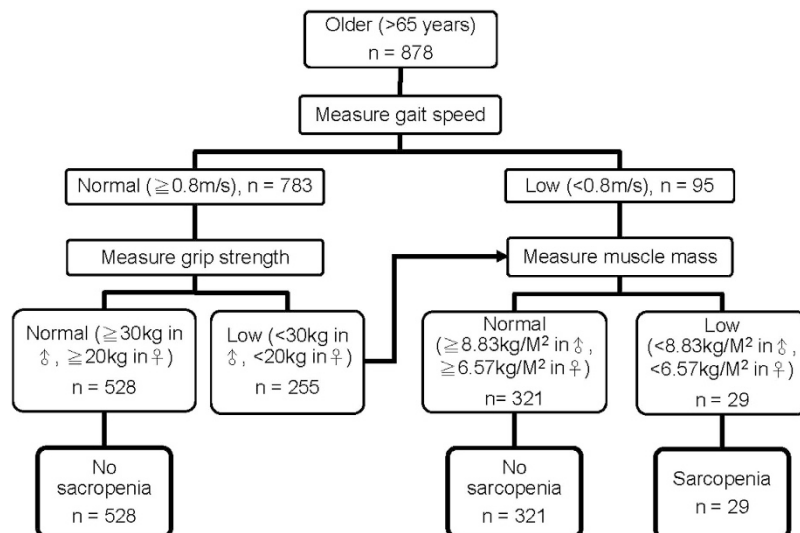 Older (>65 years)
n = 878
Measure gait speed
Normal (≧0.8m/s), n = 783
Low (<0.8m/s), n = 95
Measure grip strength
Measure muscle mass
Normal (≧30kg in
♂, ≧20kg in♀)
n = 528
Low (<30kg in
♂, <20kg in♀)
n = 255
Normal
(≧8.83kg/M² in♂,
≧6.57kg/M² in♀)
n= 321
Low
(<8.83kg/M² in♂,
<6.57kg/M² in♀)
n = 29
No
sacropenia
n = 528
No
sarcopenia
n = 321
Sarcopenia
n = 29